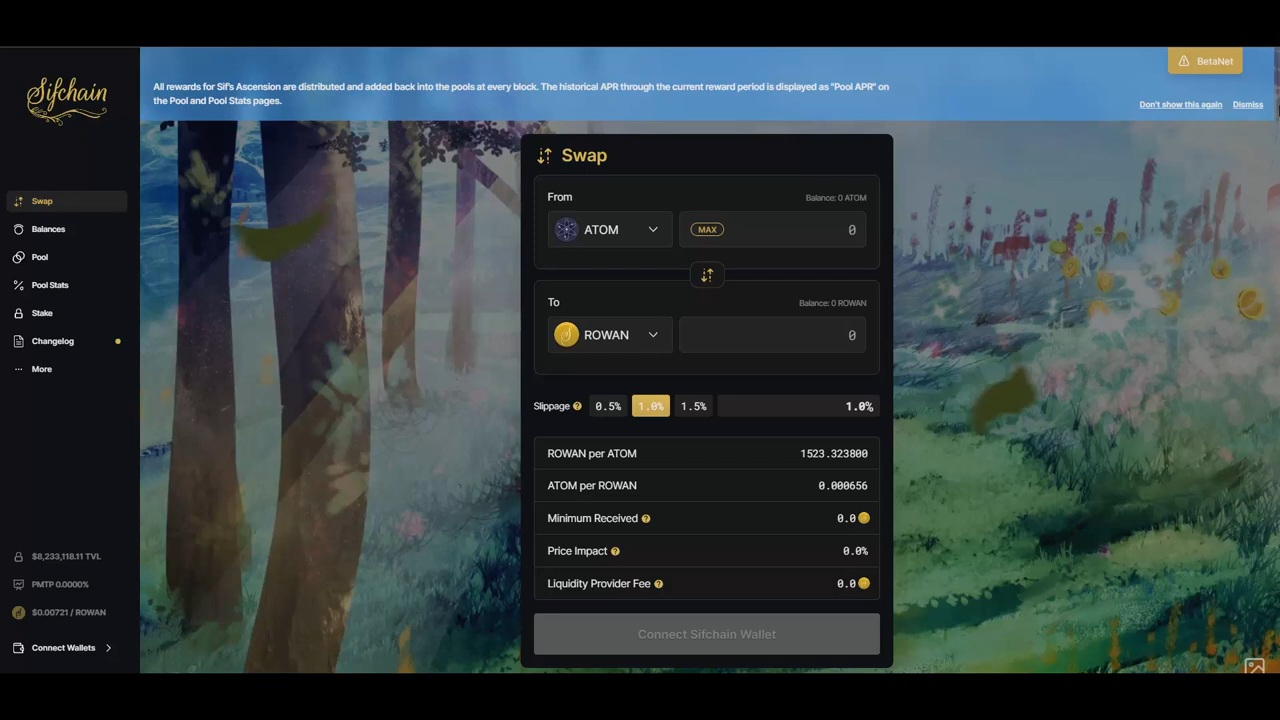 Sifchain
All rewards for Sif's Ascension are distributed and added back into the pools at every block. The historical APR through the current reward period is displayed as "Pool APR" on
the Pool and Pool Stats pages.
BetaNet
Don't show this again Dismiss
Swap
Balances
Pool
Pool Stats
Stake
Changelog
More
$8,233,118.11 TVL
PMTP 0.0000%
$0.00721 / ROWAN
Connect Wallets
Swap
From
Balance: 0 ATOM
ATOM
MAX
0
To
Balance: 0 ROWAN
ROWAN
0
Slippage ? 0.5% 1.0% 1.5% 1.0%
ROWAN per ATOM 1523.323800
ATOM per ROWAN 0.000656
Minimum Received ? 0.0
Price Impact ? 0.0%
Liquidity Provider Fee ? 0.0
Connect Sifchain Wallet